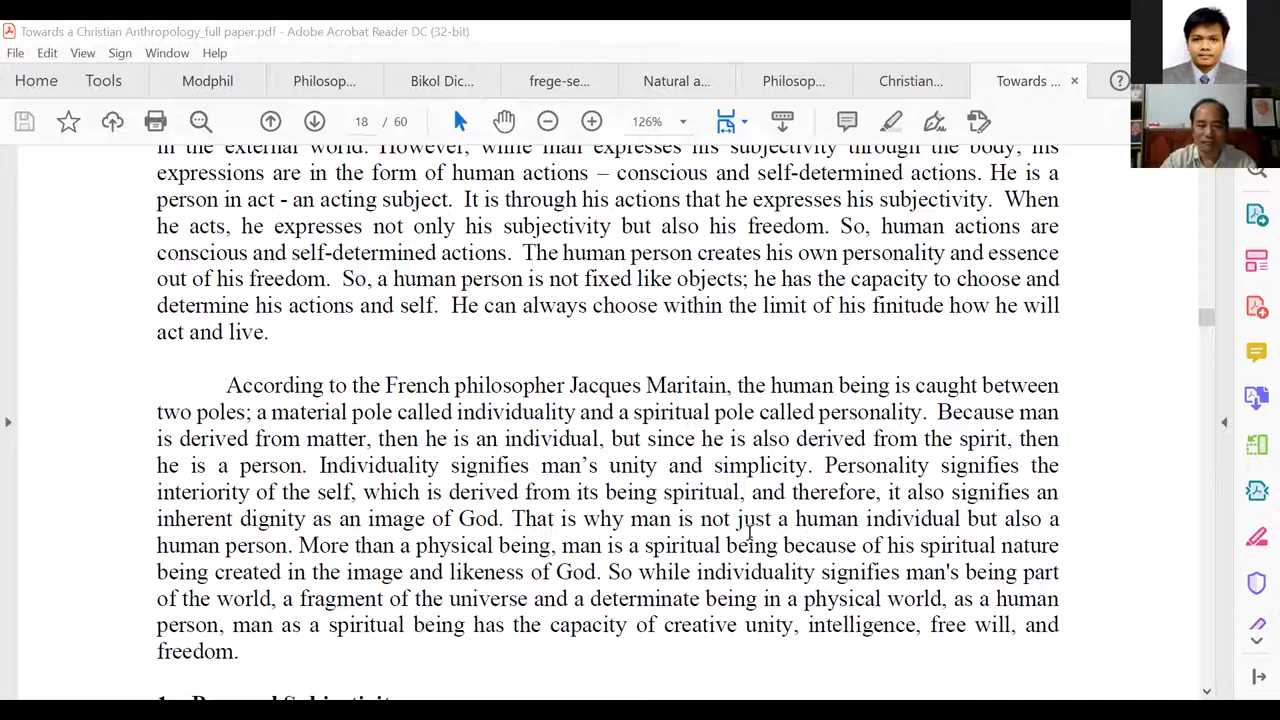 Towards a Christian Anthropology_full paper.pdf - Adobe Acrobat Reader DC (32-bit)
File Edit View Sign Window Help
Home Tools Modphil Philosop... Bikol Dic... frege-se... Natural a... Philosop... Christian... Towards ... ×
18 / 60 126%
in the external world. However, while man expresses his subjectivity through the body, his
expressions are in the form of human actions – conscious and self-determined actions. He is a
person in act - an acting subject. It is through his actions that he expresses his subjectivity. When
he acts, he expresses not only his subjectivity but also his freedom. So, human actions are
conscious and self-determined actions. The human person creates his own personality and essence
out of his freedom. So, a human person is not fixed like objects; he has the capacity to choose and
determine his actions and self. He can always choose within the limit of his finitude how he will
act and live.
According to the French philosopher Jacques Maritain, the human being is caught between
two poles; a material pole called individuality and a spiritual pole called personality. Because man
is derived from matter, then he is an individual, but since he is also derived from the spirit, then
he is a person. Individuality signifies man's unity and simplicity. Personality signifies the
interiority of the self, which is derived from its being spiritual, and therefore, it also signifies an
inherent dignity as an image of God. That is why man is not just a human individual but also a
human person. More than a physical being, man is a spiritual being because of his spiritual nature
being created in the image and likeness of God. So while individuality signifies man's being part
of the world, a fragment of the universe and a determinate being in a physical world, as a human
person, man as a spiritual being has the capacity of creative unity, intelligence, free will, and
freedom.